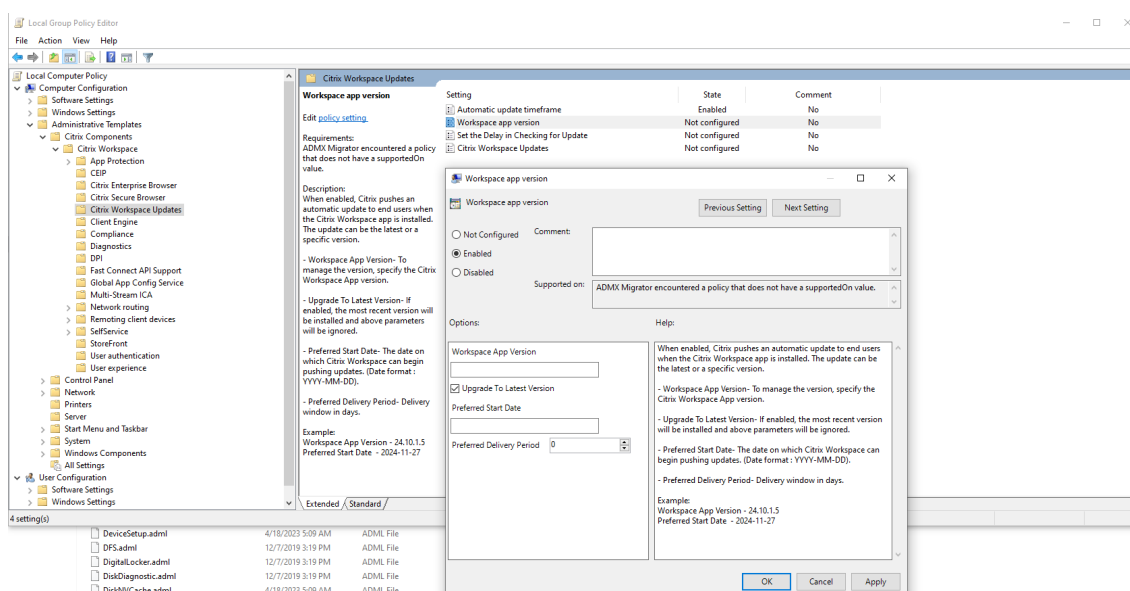 Local Group Policy Editor
File Action View Help
Local Computer Policy
Computer Configuration
Software Settings
Windows Settings
Administrative Templates
Citrix Components
Citrix Workspace
App Protection
CEIP
Citrix Enterprise Browser
Citrix Secure Browser
Citrix Workspace Updates
Client Engine
Compliance
Diagnostics
DPI
Fast Connect API Support
Global App Config Service
Multi-Stream ICA
Network routing
Remoting client devices
SelfService
StoreFront
User authentication
User experience
Control Panel
Network
Printers
Server
Start Menu and Taskbar
System
Windows Components
All Settings
User Configuration
Software Settings
Windows Settings
4 setting(s)
Citrix Workspace Updates
Workspace app version
Edit policy setting
Requirements:
ADMX Migrator encountered a policy
that does not have a supportedOn
value.
Description:
When enabled, Citrix pushes an
automatic update to end users when
the Citrix Workspace app is installed.
The update can be the latest or a
specific version.
- Workspace App Version- To
manage the version, specify the Citrix
Workspace App version.
- Upgrade To Latest Version- If
enabled, the most recent version will
be installed and above parameters
will be ignored.
- Preferred Start Date- The date on
which Citrix Workspace can begin
pushing updates. (Date format :
YYYY-MM-DD).
- Preferred Delivery Period- Delivery
window in days.
Example:
Workspace App Version - 24.10.1.5
Preferred Start Date - 2024-11-27
Extended Standard
Setting State Comment
Automatic update timeframe Enabled No
Workspace app version Not configured No
Set the Delay in Checking for Update Not configured No
Citrix Workspace Updates Not configured No
Workspace app version
Workspace app version
Previous Setting Next Setting
Not Configured
Comment:
Enabled
Disabled
Supported on:
ADMX Migrator encountered a policy that does not have a supportedOn value.
Options:
Help:
Workspace App Version
Upgrade To Latest Version
Preferred Start Date
Preferred Delivery Period 0
When enabled, Citrix pushes an automatic update to end users
when the Citrix Workspace app is installed. The update can be
the latest or a specific version.
- Workspace App Version- To manage the version, specify the
Citrix Workspace App version.
- Upgrade To Latest Version- If enabled, the most recent version
will be installed and above parameters will be ignored.
- Preferred Start Date- The date on which Citrix Workspace can
begin pushing updates. (Date format : YYYY-MM-DD).
- Preferred Delivery Period- Delivery window in days.
Example:
Workspace App Version - 24.10.1.5
Preferred Start Date - 2024-11-27
OK Cancel Apply
DeviceSetup.adml 4/18/2023 5:09 AM ADML File
DFS.adml 12/7/2019 3:19 PM ADML File
DigitalLocker.adml 12/7/2019 3:19 PM ADML File
DiskDiagnostic.adml 12/7/2019 3:19 PM ADML File
DiskNVCache.adml 4/18/2023 5:09 AM ADML File